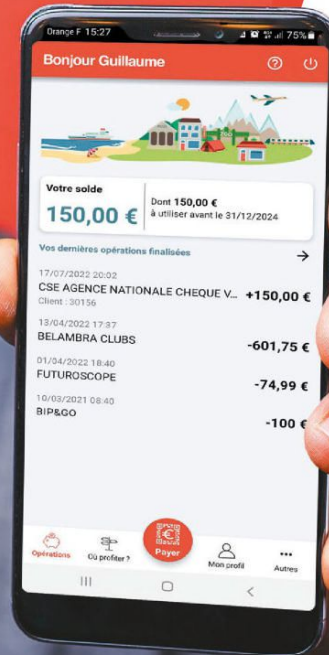 Orange F 15:27
75%
Bonjour Guillaume
Votre solde
150,00 €
Dont 150,00 €
à utiliser avant le 31/12/2024
Vos dernières opérations finalisées
17/07/2022 20:02
CSE AGENCE NATIONALE CHEQUE V... +150,00 €
Client : 30156
13/04/2022 17:37
BELAMBRA CLUBS
-601,75 €
01/04/2022 18:40
FUTUROSCOPE
-74,99 €
10/03/2021 08:40
BIP&GO
-100 €
Opérations
Où profiter ?
Payer
Mon profil
Autres